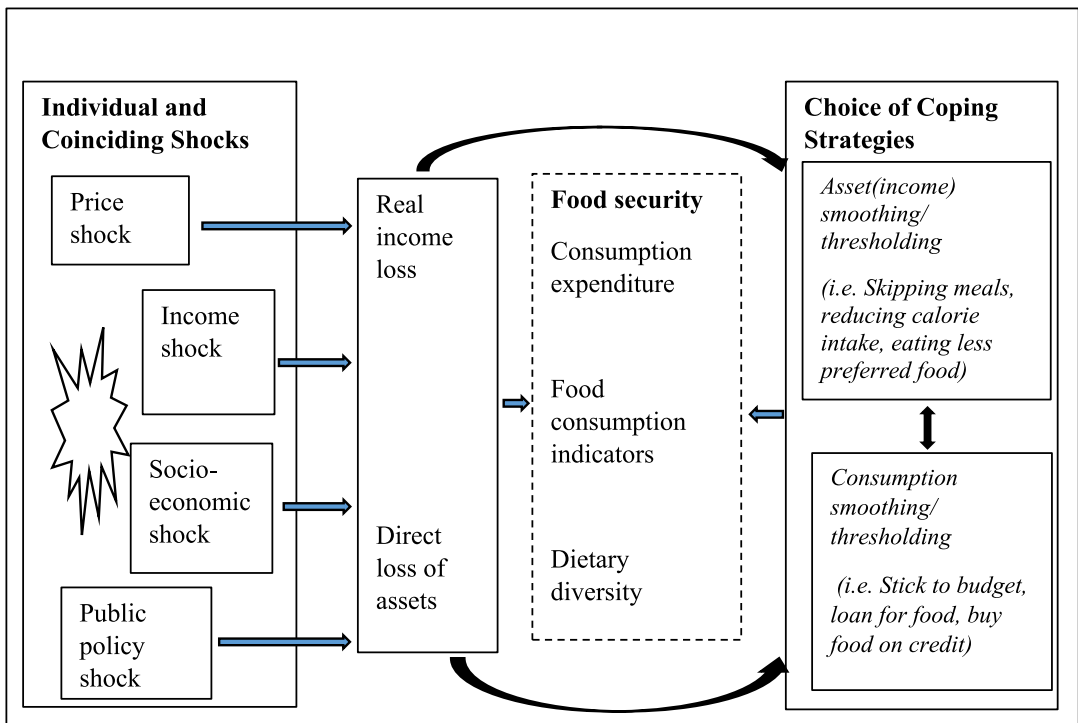 Individual and
Coinciding Shocks
Price
shock
Income
shock
Socio-
economic
shock
Public
policy
shock
Real
income
loss
Direct
loss of
assets
Food security
Consumption
expenditure
Food
consumption
indicators
Dietary
diversity
Choice of Coping
Strategies
Asset(income)
smoothing/
thresholding
(i.e. Skipping meals,
reducing calorie
intake, eating less
preferred food)
Consumption
smoothing/
thresholding
(i.e. Stick to budget,
loan for food, buy
food on credit)